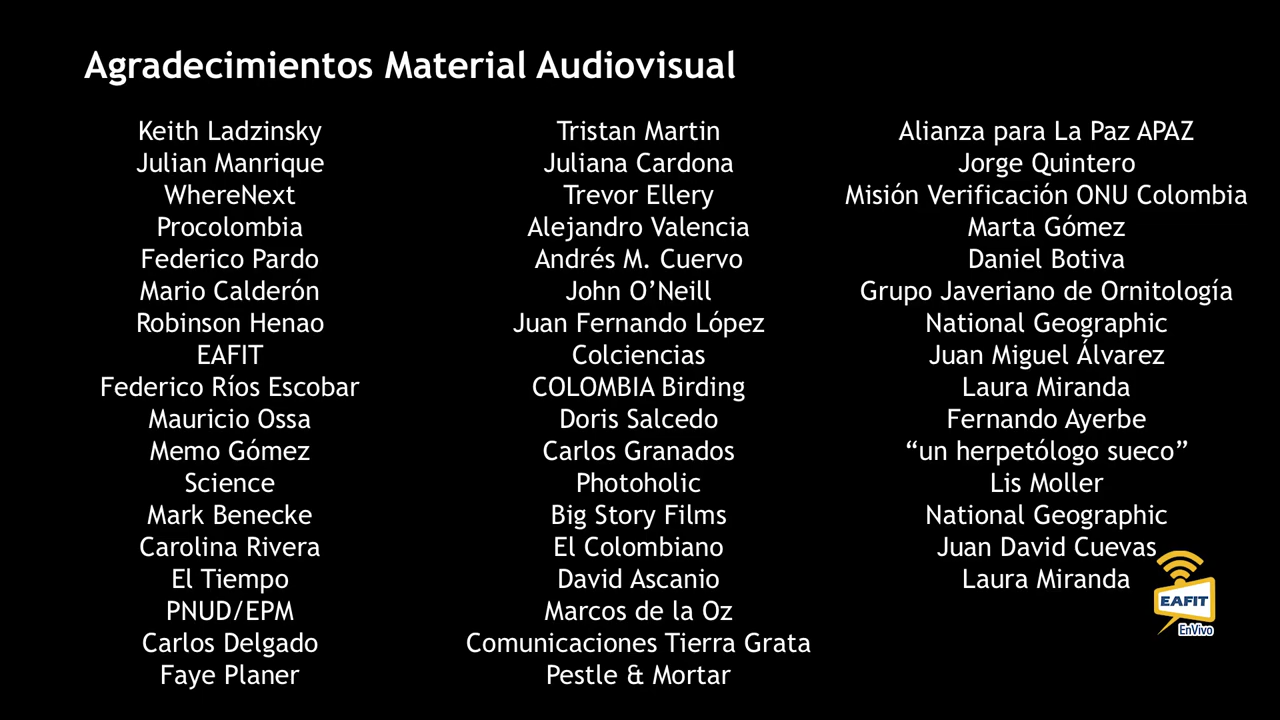 Agradecimientos Material Audiovisual
Keith Ladzinsky
Julian Manrique
WhereNext
Procolombia
Federico Pardo
Mario Calderón
Robinson Henao
EAFIT
Federico Ríos Escobar
Mauricio Ossa
Memo Gómez
Science
Mark Benecke
Carolina Rivera
El Tiempo
PNUD/EPM
Carlos Delgado
Faye Planer
Tristan Martin
Juliana Cardona
Trevor Ellery
Alejandro Valencia
Andrés M. Cuervo
John O’Neill
Juan Fernando López
Colciencias
COLOMBIA Birding
Doris Salcedo
Carlos Granados
Photoholic
Big Story Films
El Colombiano
David Ascanio
Marcos de la Oz
Comunicaciones Tierra Grata
Pestle & Mortar
Alianza para La Paz APAZ
Jorge Quintero
Misión Verificación ONU Colombia
Marta Gómez
Daniel Botiva
Grupo Javeriano de Ornitología
National Geographic
Juan Miguel Álvarez
Laura Miranda
Fernando Ayerbe
“un herpetólogo sueco”
Lis Moller
National Geographic
Juan David Cuevas
Laura Miranda
EAFIT
EnVivo